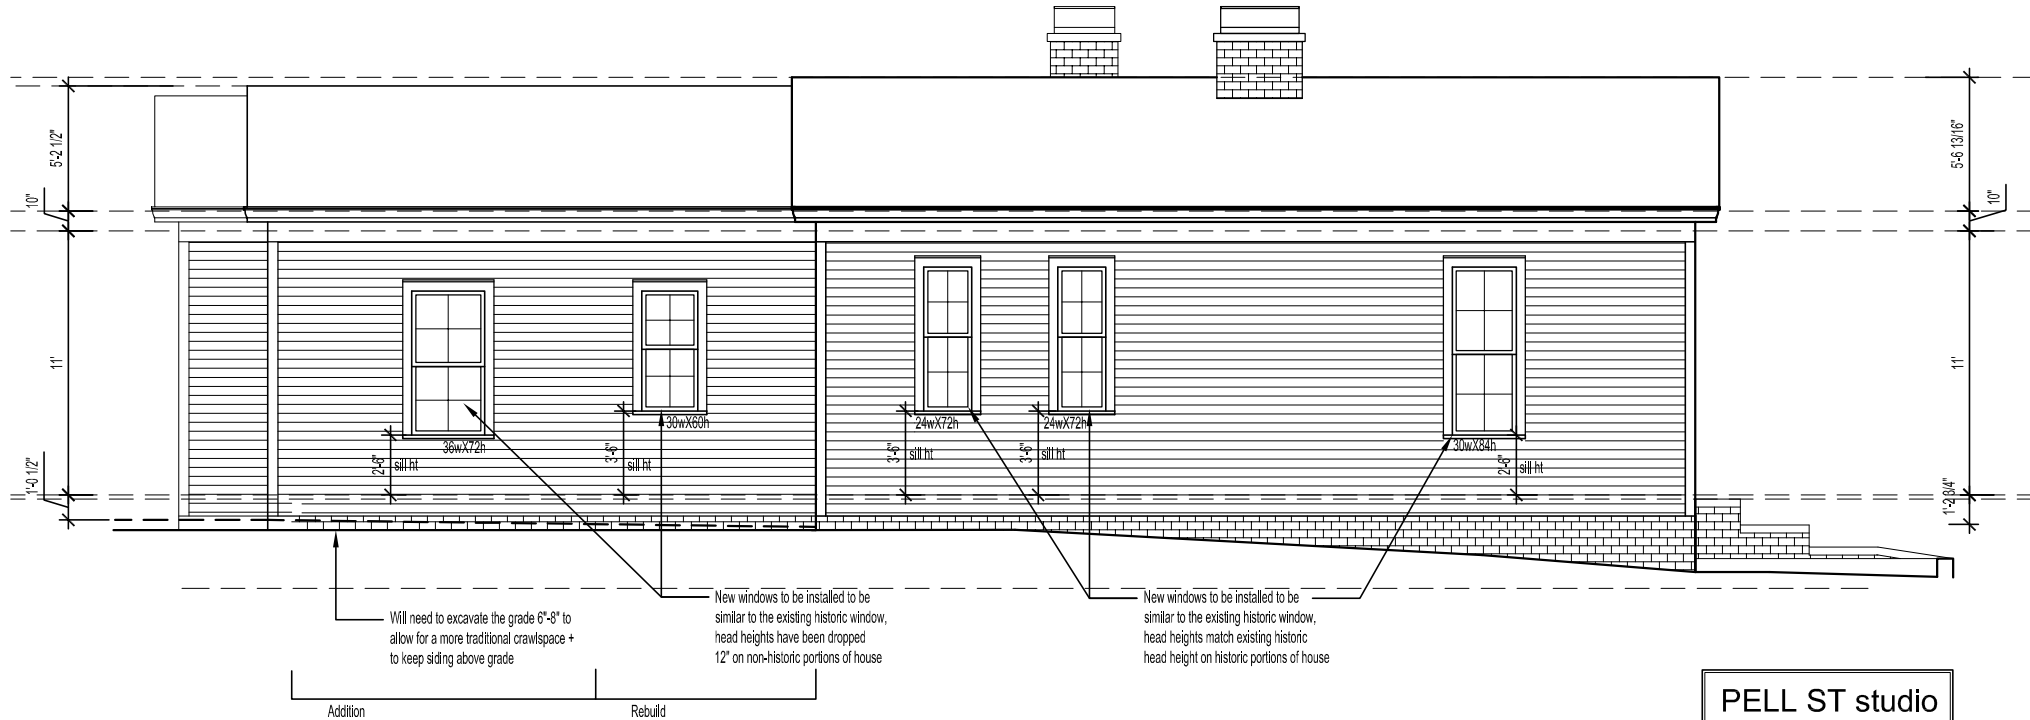 5'-2 1/2"
10"
11'
1'-0 1/2"
5'-6 13/16"
10"
11'
1'-2 3/4"
36wX72h
2'-6"
sill ht
30wX60h
3'-6"
sill ht
24wX72h
3'-6"
sill ht
24wX72h
3'-6"
sill ht
30wX84h
2'-6"
sill ht
Will need to excavate the grade 6"-8" to
allow for a more traditional crawlspace +
to keep siding above grade
New windows to be installed to be
similar to the existing historic window,
head heights have been dropped
12" on non-historic portions of house
New windows to be installed to be
similar to the existing historic window,
head heights match existing historic
head height on historic portions of house
Addition
Rebuild
PELL ST studio